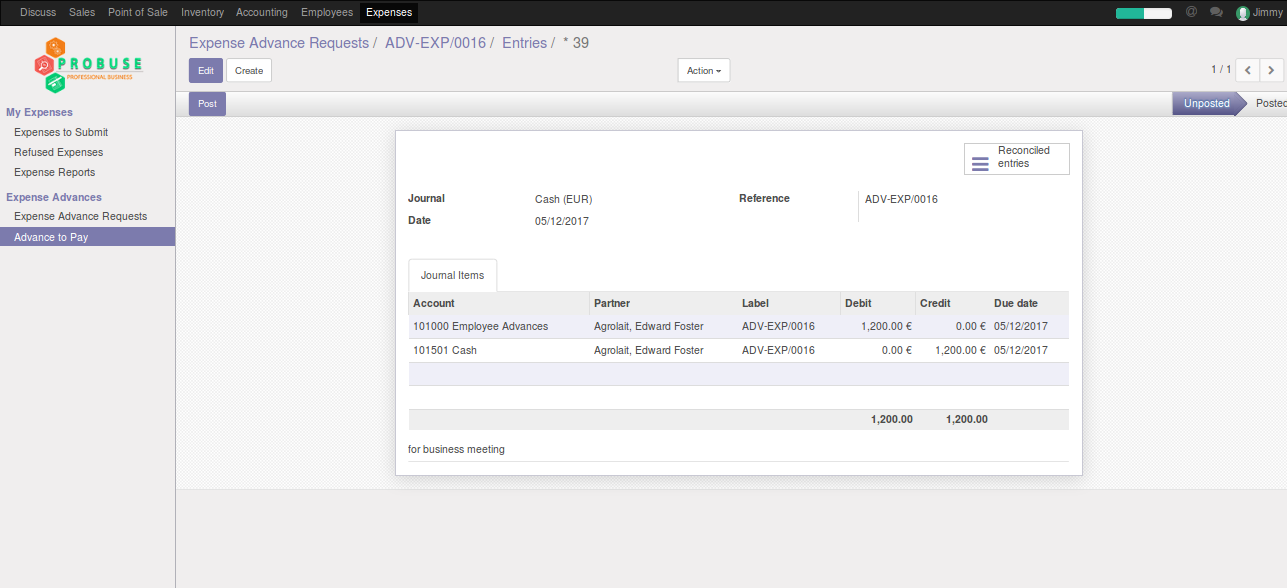 Discuss Sales Point of Sale Inventory Accounting Employees Expenses @ Jimmy
PROBUSE
PROFESSIONAL BUSINESS
My Expenses
Expenses to Submit
Refused Expenses
Expense Reports
Expense Advances
Expense Advance Requests
Advance to Pay
Expense Advance Requests / ADV-EXP/0016 / Entries / * 39
Edit Create Action 1 / 1
Post Unposted Posted
Reconciled
entries
Journal Cash (EUR) Reference ADV-EXP/0016
Date 05/12/2017
Journal Items
Account Partner Label Debit Credit Due date
101000 Employee Advances Agrolait, Edward Foster ADV-EXP/0016 1,200.00 € 0.00 € 05/12/2017
101501 Cash Agrolait, Edward Foster ADV-EXP/0016 0.00 € 1,200.00 € 05/12/2017
1,200.00 1,200.00
for business meeting